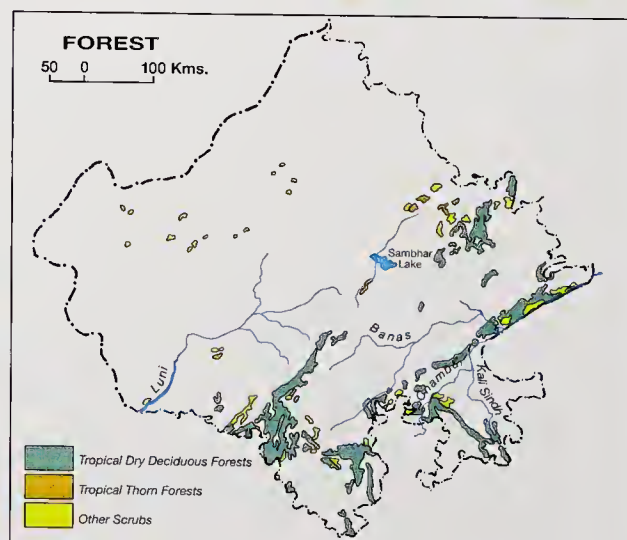 FOREST
50 0 100 Kms.
Sambhar
Lake
Banas
Luni
Chambal
Kali Sindh
Tropical Dry Deciduous Forests
Tropical Thorn Forests
Other Scrubs